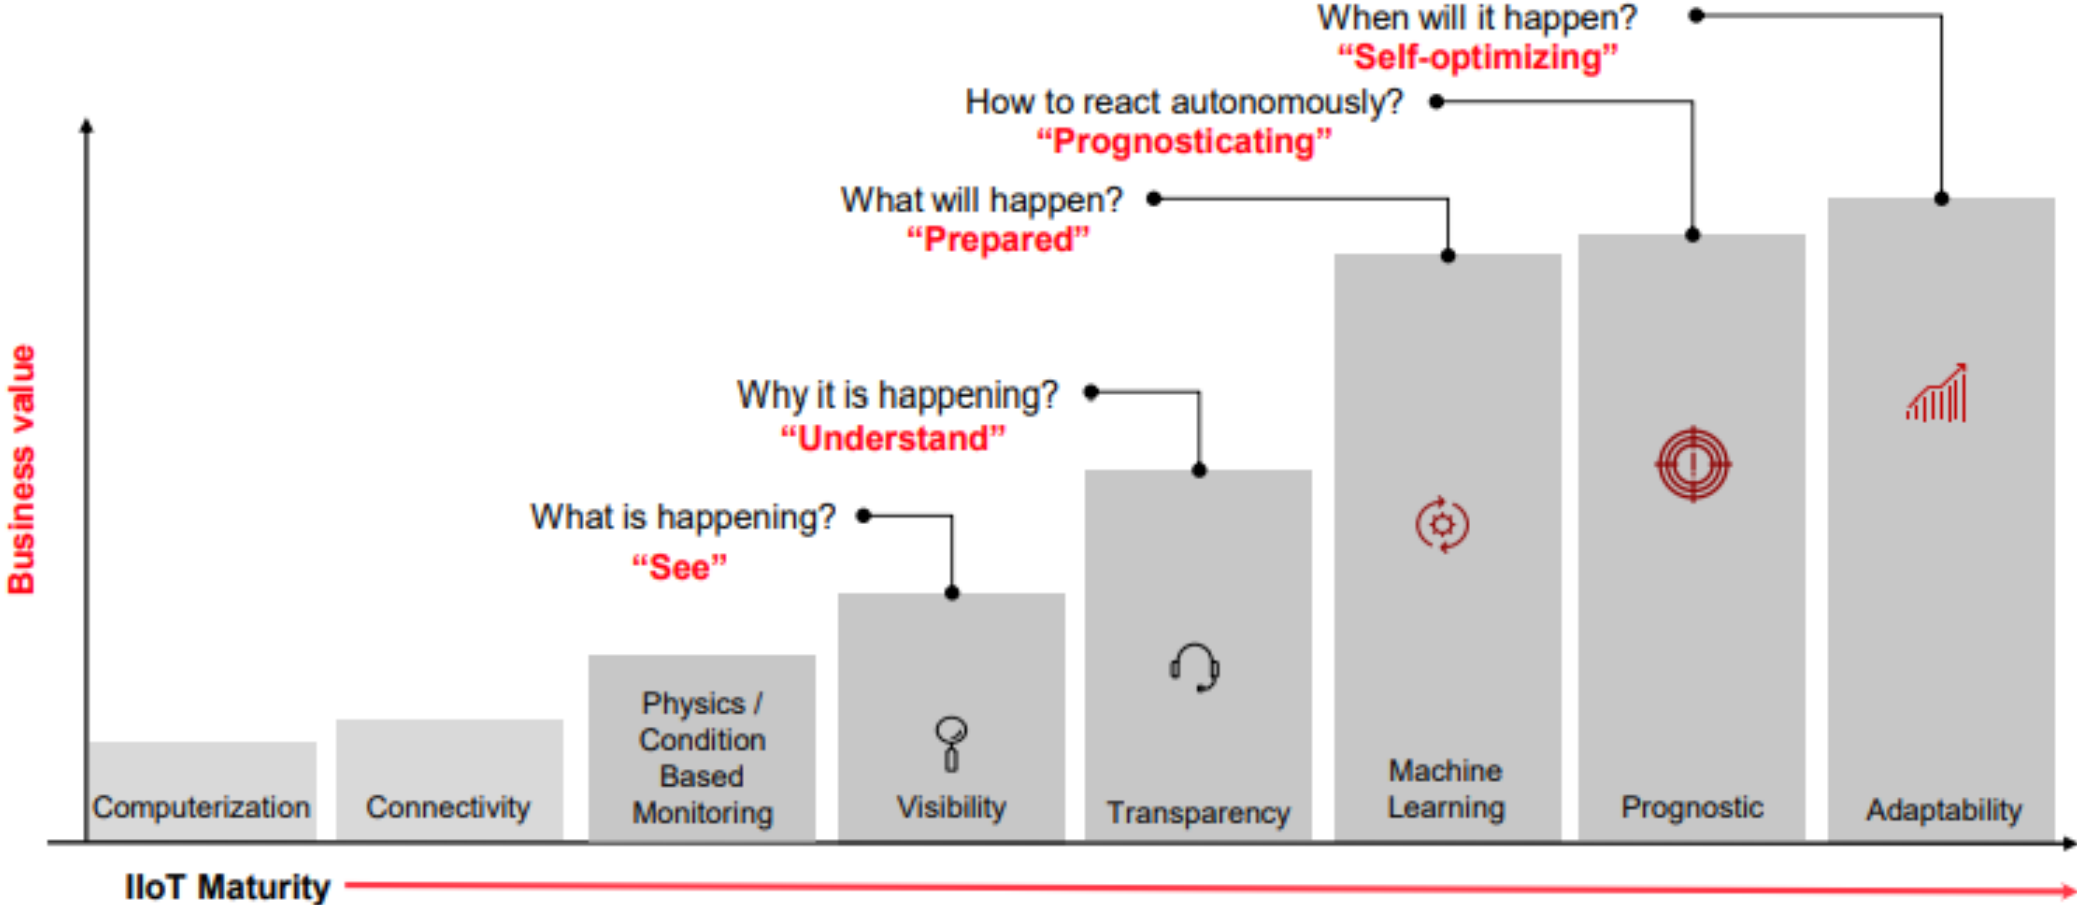 When will it happen?
“Self-optimizing”
How to react autonomously?
“Prognosticating”
What will happen?
“Prepared”
Why it is happening?
“Understand”
What is happening?
“See”
Business value
Computerization
Connectivity
Physics /
Condition
Based
Monitoring
Visibility
Transparency
Machine
Learning
Prognostic
Adaptability
IIoT Maturity